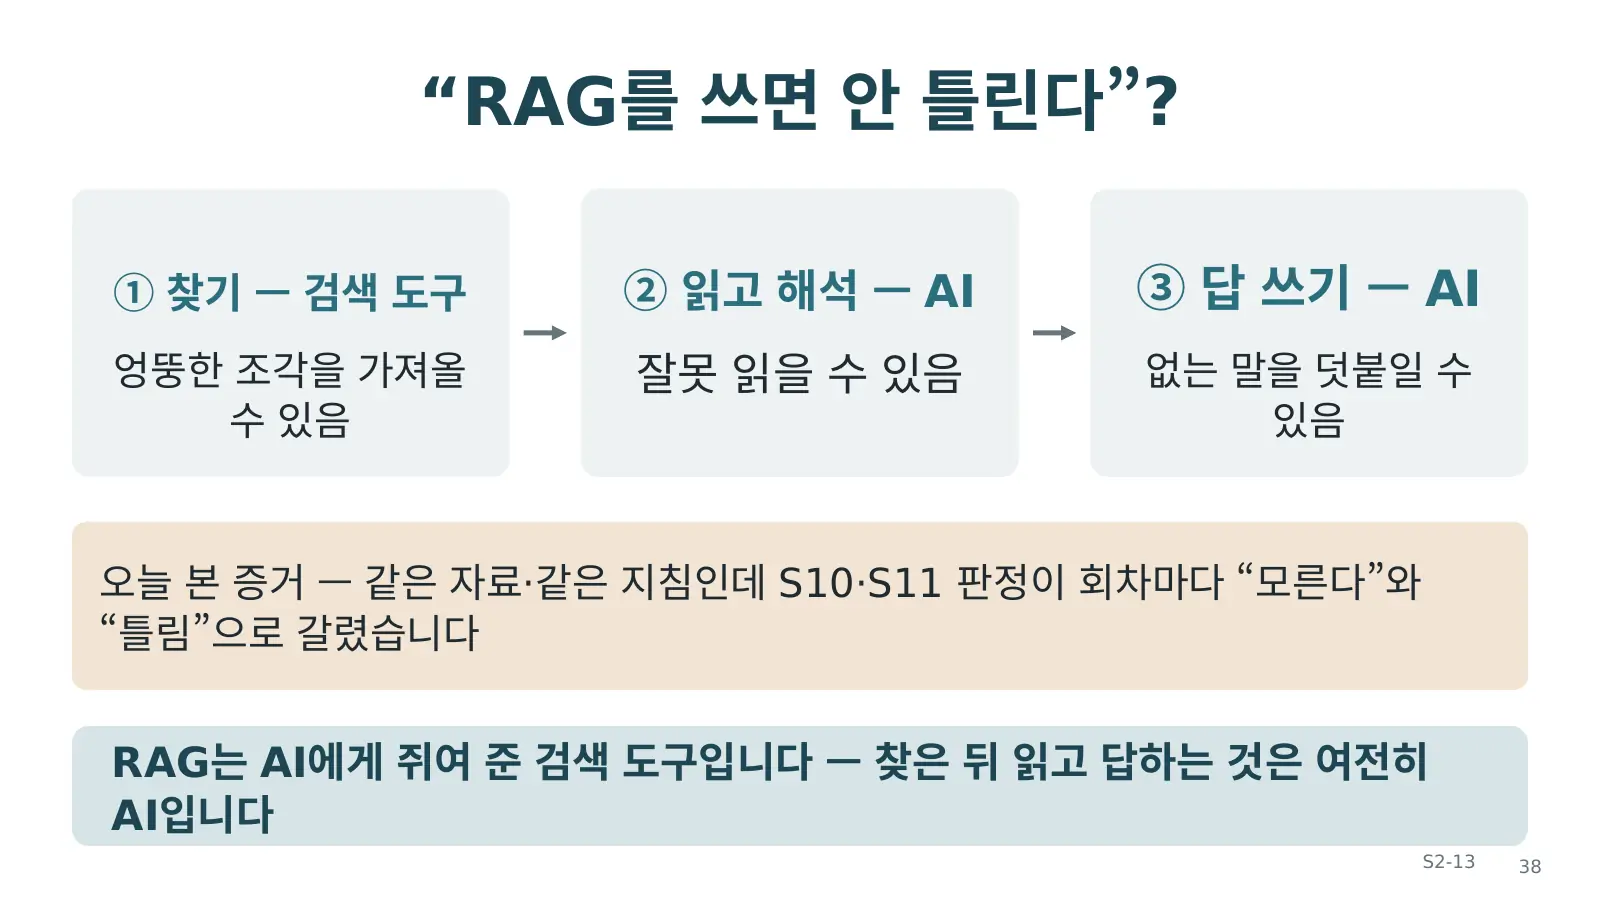 “RAG를 쓰면 안 틀린다”?
① 찾기 — 검색 도구
엉뚱한 조각을 가져올
수 있음
② 읽고 해석 — AI
잘못 읽을 수 있음
③ 답 쓰기 — AI
없는 말을 덧붙일 수
있음
오늘 본 증거 — 같은 자료·같은 지침인데 S10·S11 판정이 회차마다 “모른다”와
“틀림”으로 갈렸습니다
RAG는 AI에게 쥐여 준 검색 도구입니다 — 찾은 뒤 읽고 답하는 것은 여전히
AI입니다
S2-13
38